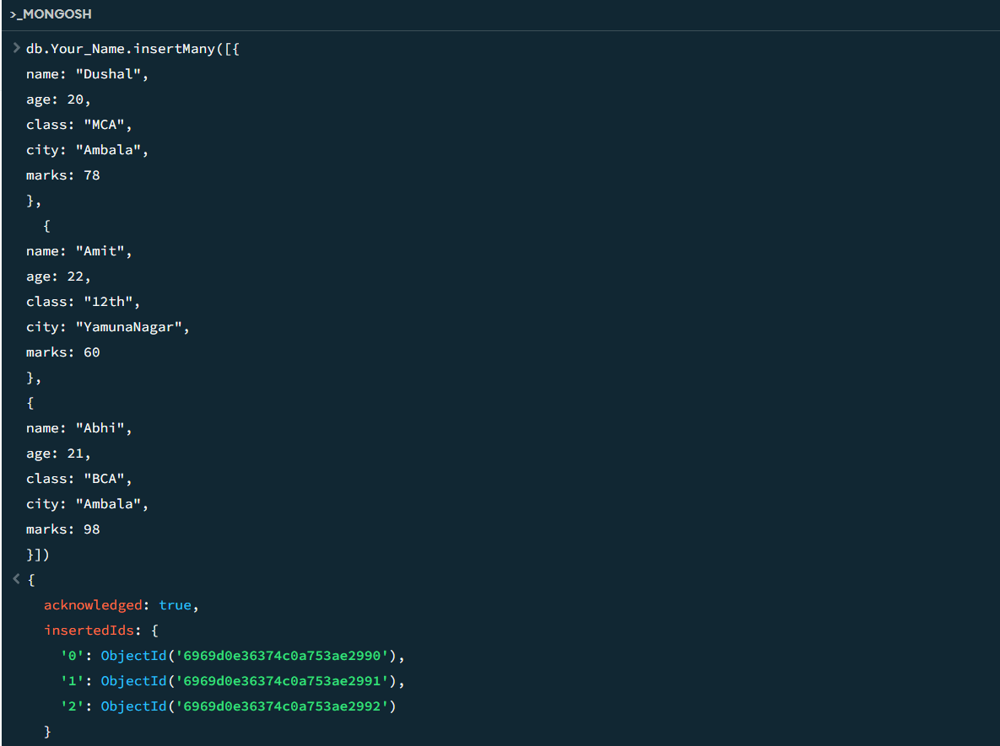 >_MONGOSH
> db.Your_Name.insertMany([{
name: "Dushal",
age: 20,
class: "MCA",
city: "Ambala",
marks: 78
},
{
name: "Amit",
age: 22,
class: "12th",
city: "YamunaNagar",
marks: 60
},
{
name: "Abhi",
age: 21,
class: "BCA",
city: "Ambala",
marks: 98
}])
< {
acknowledged: true,
insertedIds: {
'0': ObjectId('6969d0e36374c0a753ae2990'),
'1': ObjectId('6969d0e36374c0a753ae2991'),
'2': ObjectId('6969d0e36374c0a753ae2992')
}